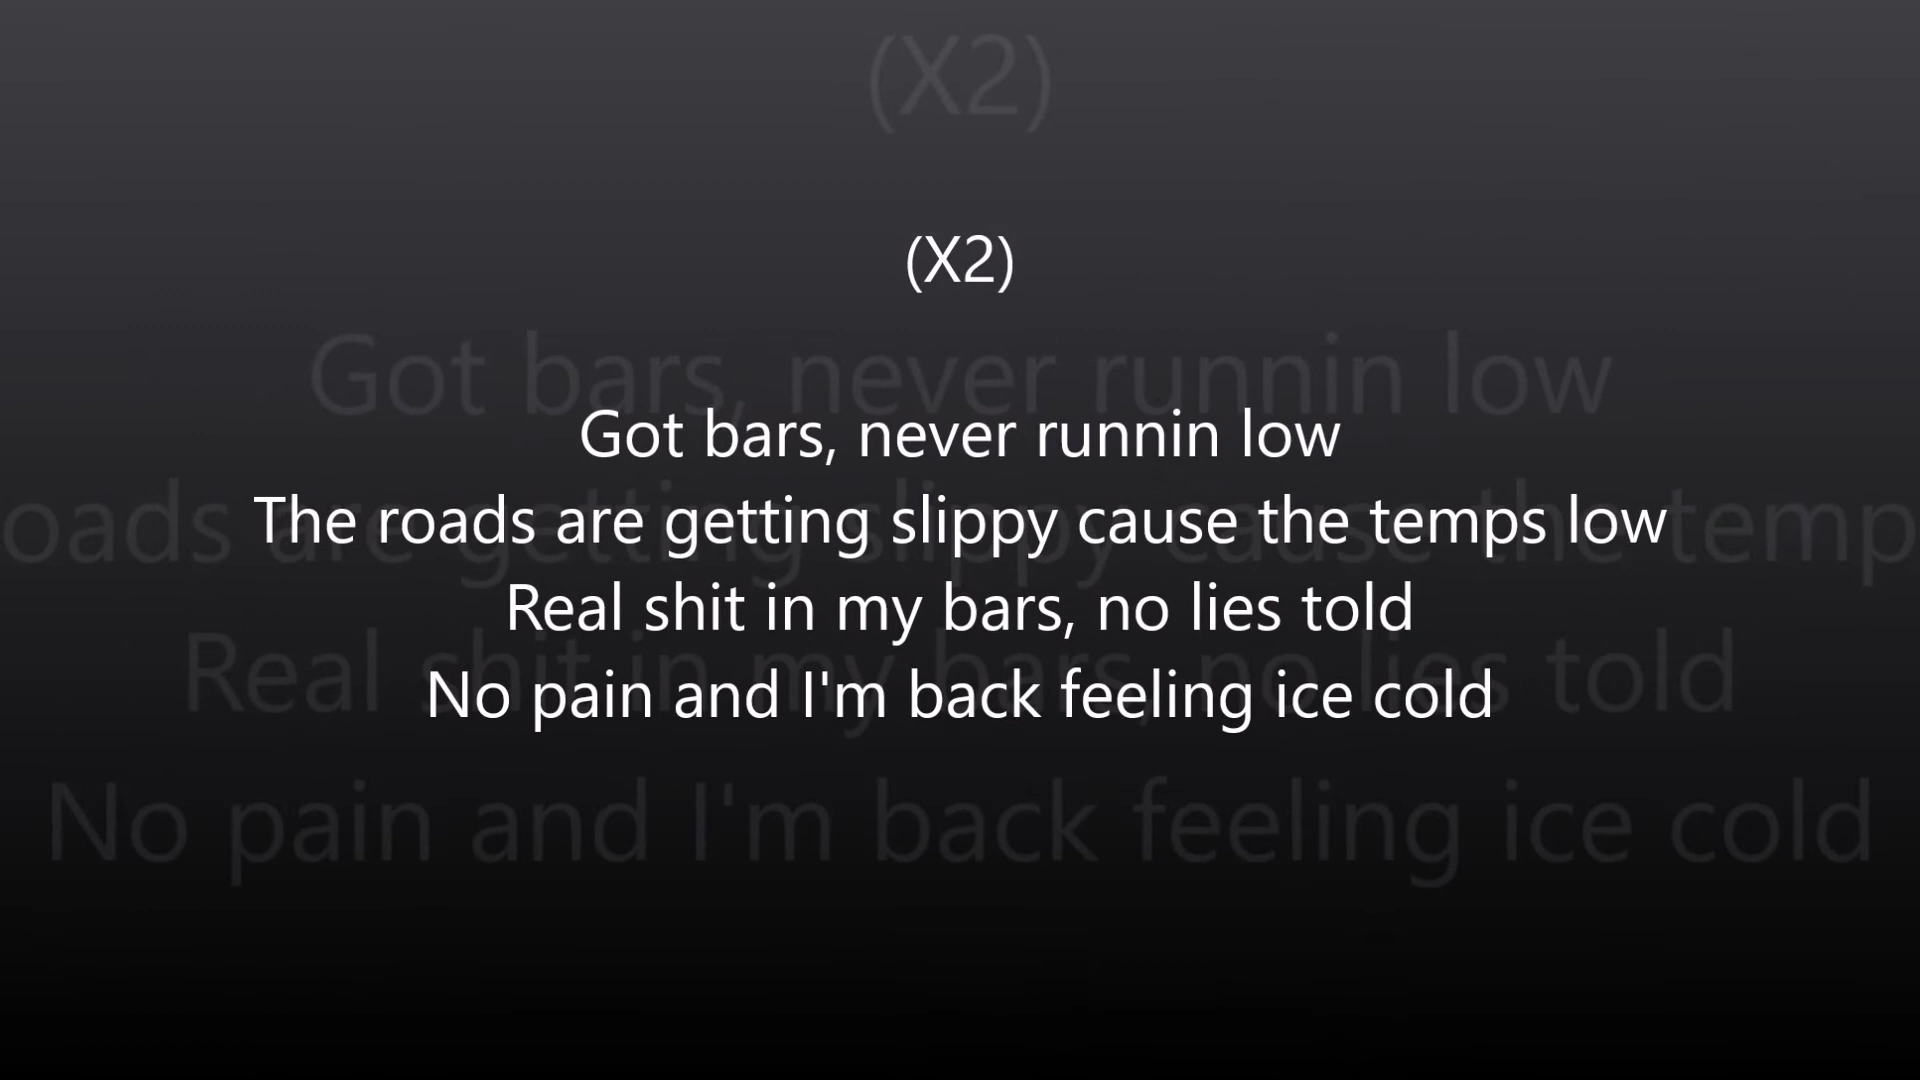 (X2)
Got bars, never runnin low
The roads are getting slippy cause the temps low
Real shit in my bars, no lies told
No pain and I'm back feeling ice cold